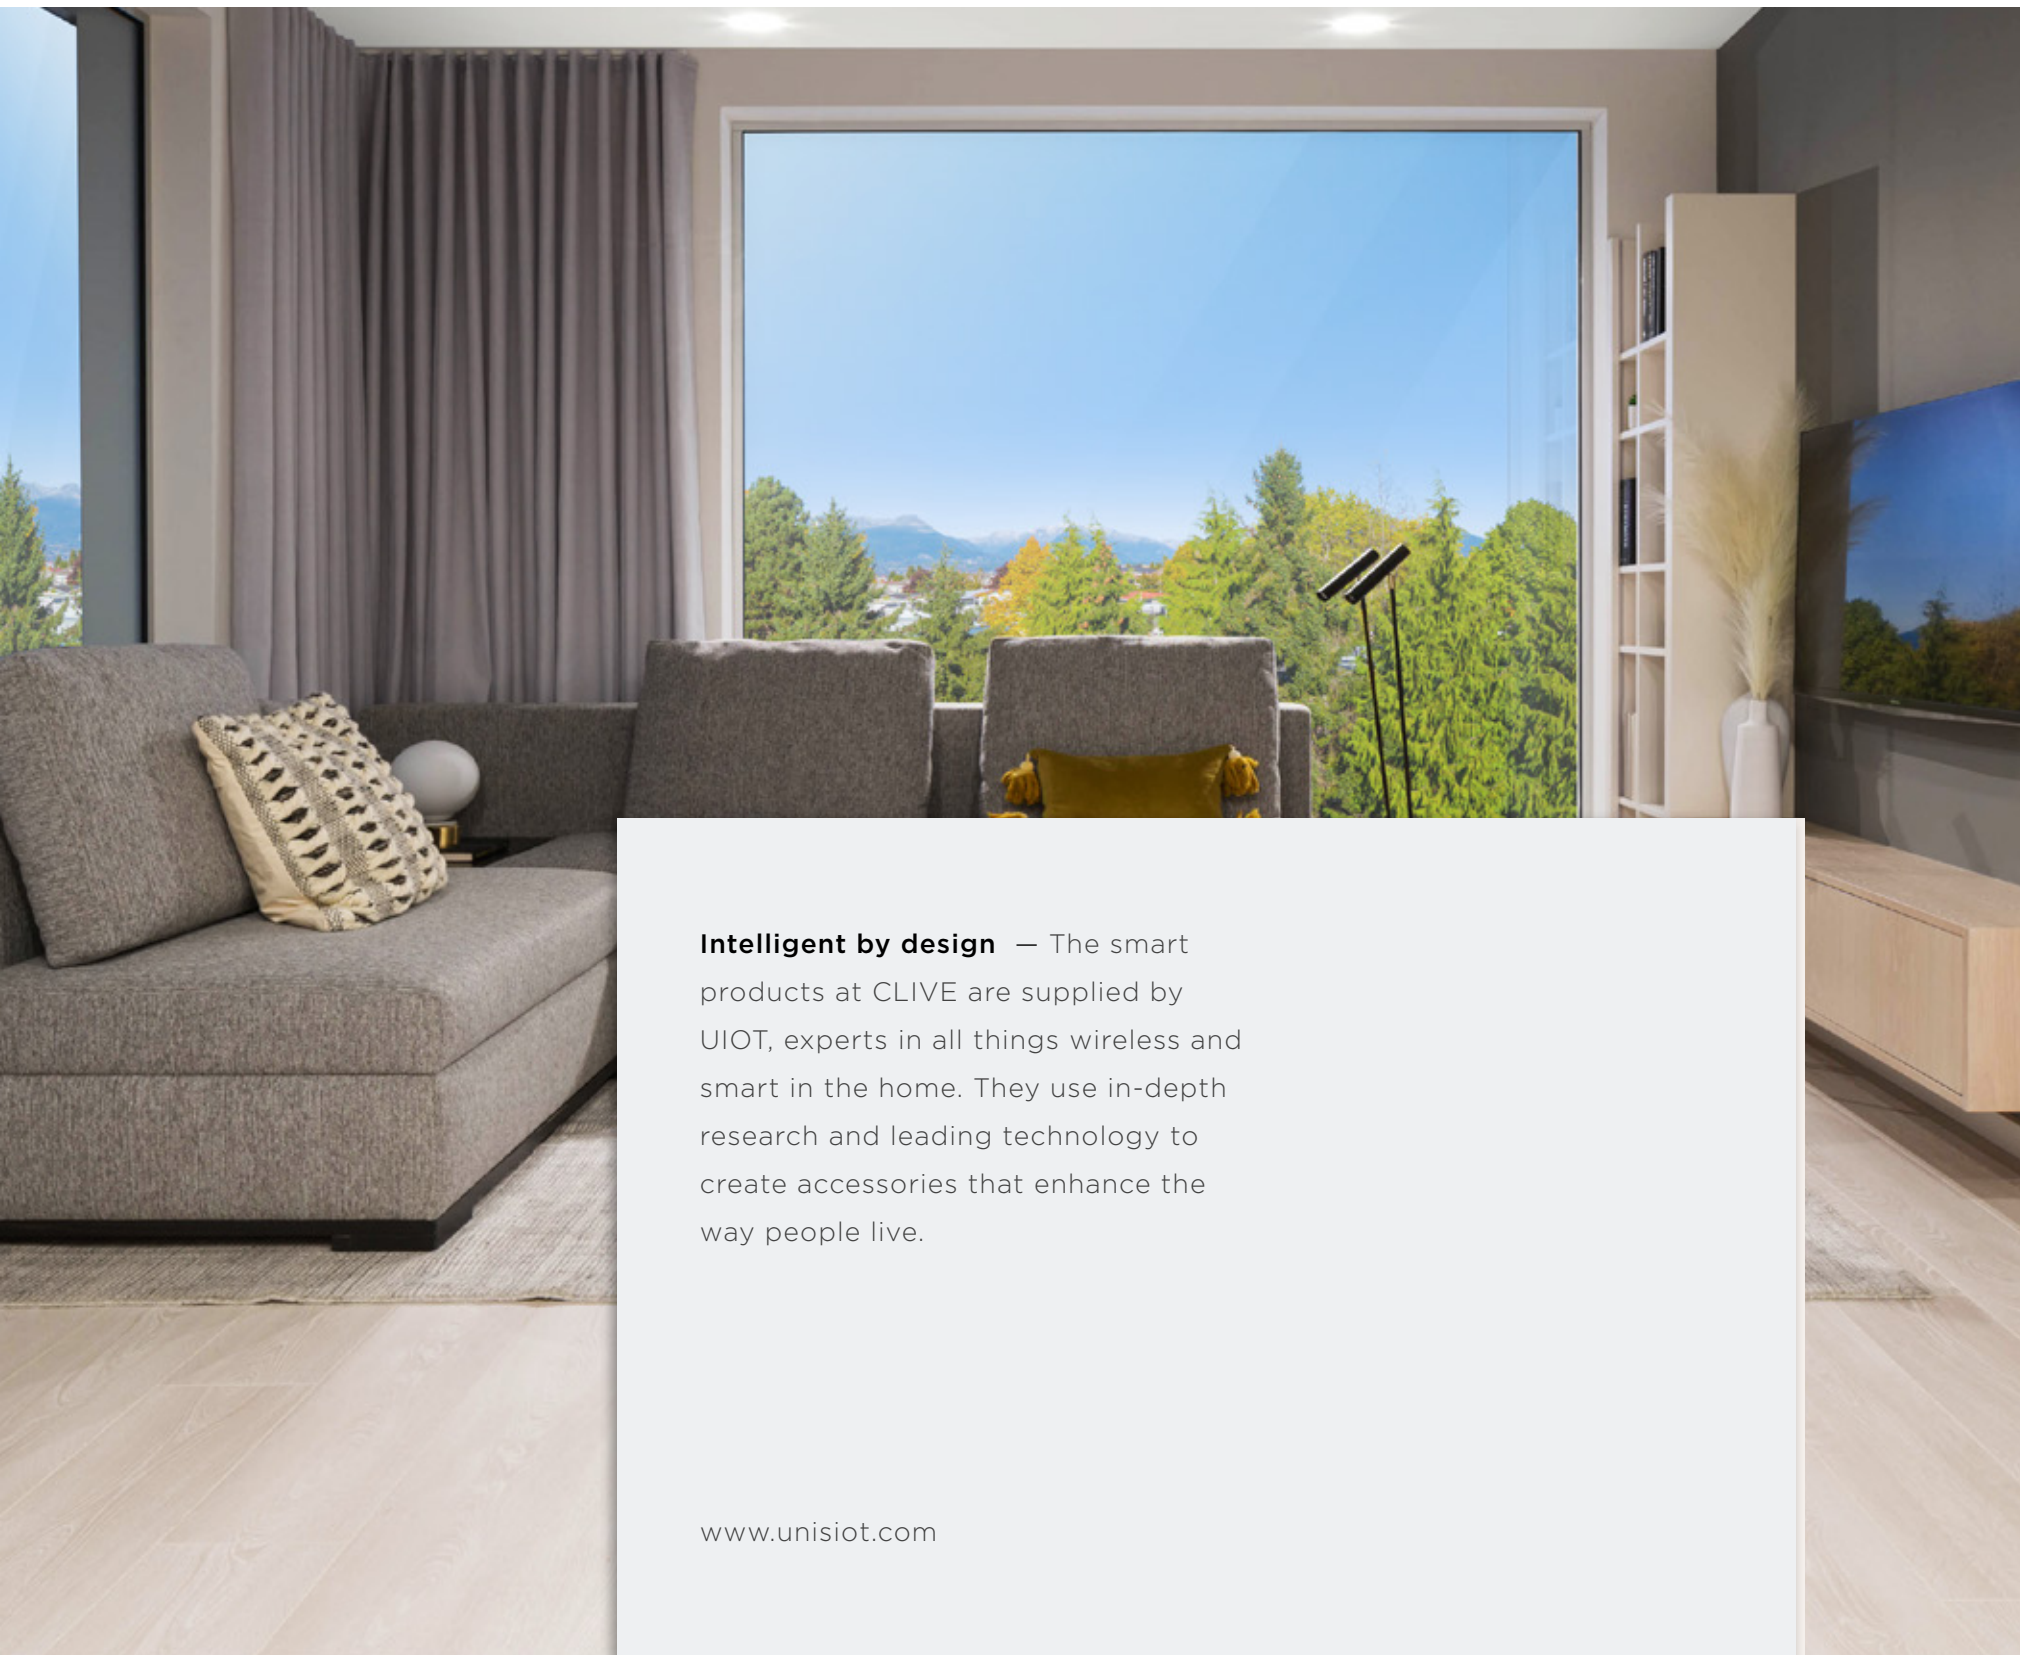 Intelligent by design — The smart
products at CLIVE are supplied by
UIOT, experts in all things wireless and
smart in the home. They use in-depth
research and leading technology to
create accessories that enhance the
way people live.
www.unisiot.com